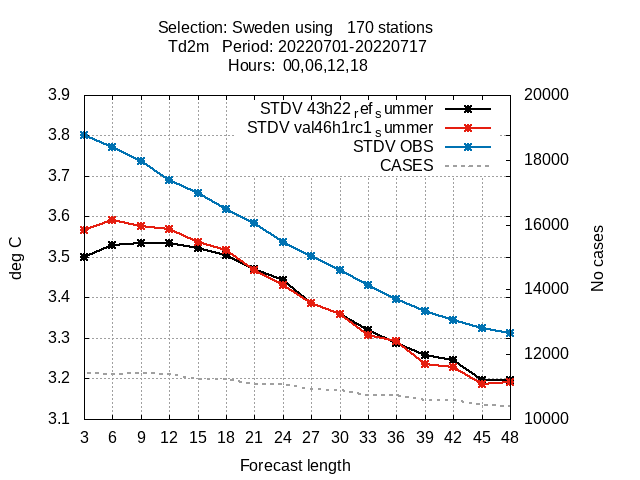 Selection: Sweden using   170 stations
Td2m   Period: 20220701-20220717
Hours:  00,06,12,18
STDV 43h22_ref_summer
STDV val46h1rc1_summer
STDV OBS
CASES
3.9
3.8
3.7
3.6
3.5
3.4
3.3
3.2
3.1
deg C
20000
18000
16000
14000
12000
10000
No cases
3 6 9 12 15 18 21 24 27 30 33 36 39 42 45 48
Forecast length